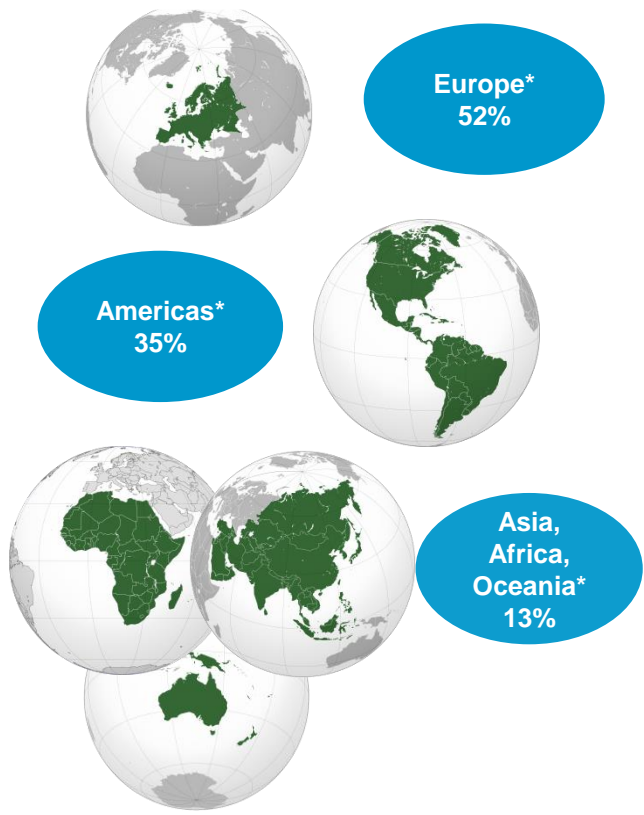 Europe*
52%
Americas*
35%
Asia,
Africa,
Oceania*
13%